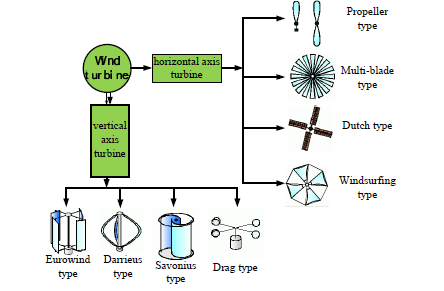 Wind
turbine
horizontal axis
turbine
vertical
axis
turbine
Propeller
type
Multi-blade
type
Dutch type
Windsurfing
type
Eurowind
type
Darrieus
type
Savonius
type
Drag type